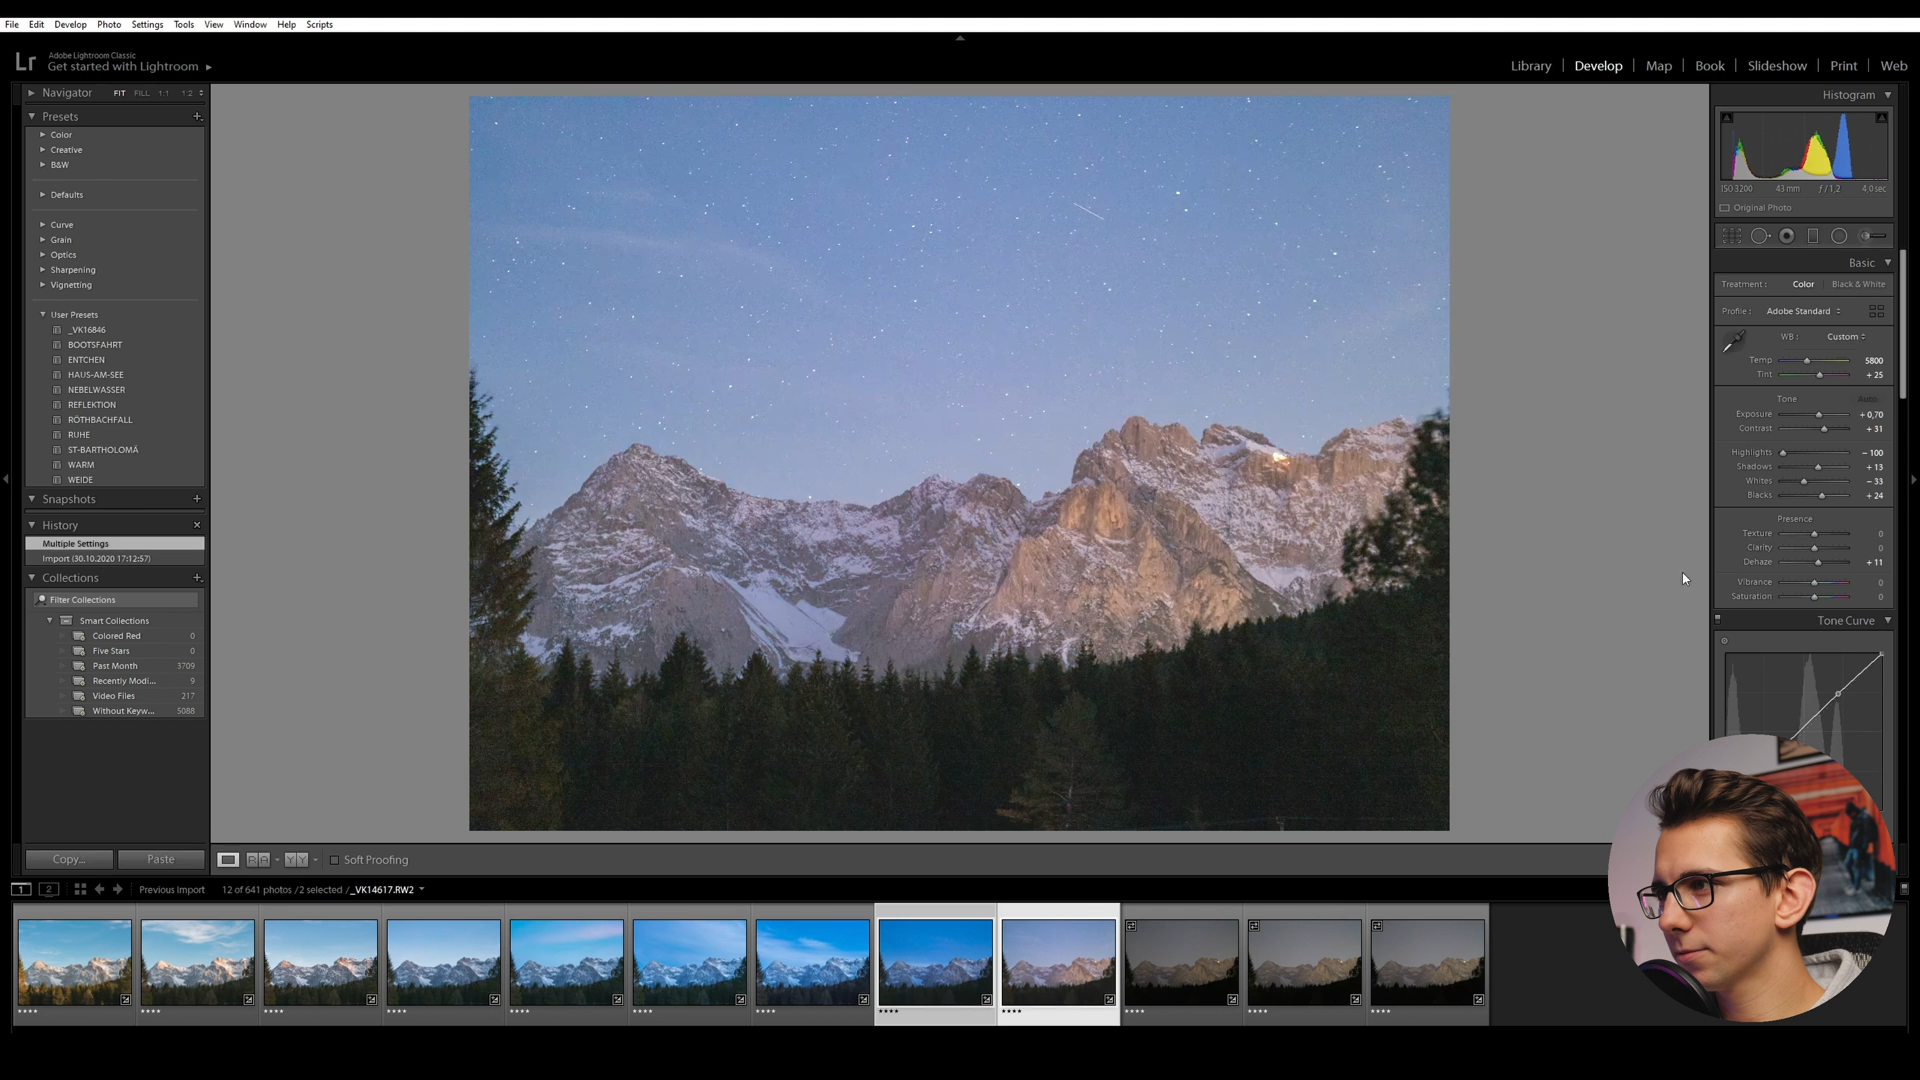 File Edit Develop Photo Settings Tools View Window Help Scripts
Lr
Adobe Lightroom Classic
Get started with Lightroom
Library Develop Map Book Slideshow Print Web
Navigator FIT FILL 1:1 1:2
Presets
Color
Creative
B&W
Defaults
Curve
Grain
Optics
Sharpening
Vignetting
User Presets
_VK16846
BOOTSFAHRT
ENTCHEN
HAUS-AM-SEE
NEBELWASSER
REFLEKTION
RÖTHBACHFALL
RUHE
ST-BARTHOLOMÄ
WARM
WEIDE
Snapshots
History
Multiple Settings
Import (30.10.2020 17:12:57)
Collections
Filter Collections
Smart Collections
Colored Red 0
Five Stars 0
Past Month 3709
Recently Modi... 9
Video Files 217
Without Keyw... 5088
Copy... Paste
Soft Proofing
Histogram
ISO 3200 43 mm ƒ / 1,2 4,0 sec
Original Photo
Basic
Treatment : Color Black & White
Profile : Adobe Standard
WB : Custom
Temp 5800
Tint + 25
Tone Auto
Exposure + 0,70
Contrast + 31
Highlights − 100
Shadows + 13
Whites − 33
Blacks + 24
Presence
Texture 0
Clarity 0
Dehaze + 11
Vibrance 0
Saturation 0
Tone Curve
1 2 Previous Import 12 of 641 photos /2 selected /_VK14617.RW2